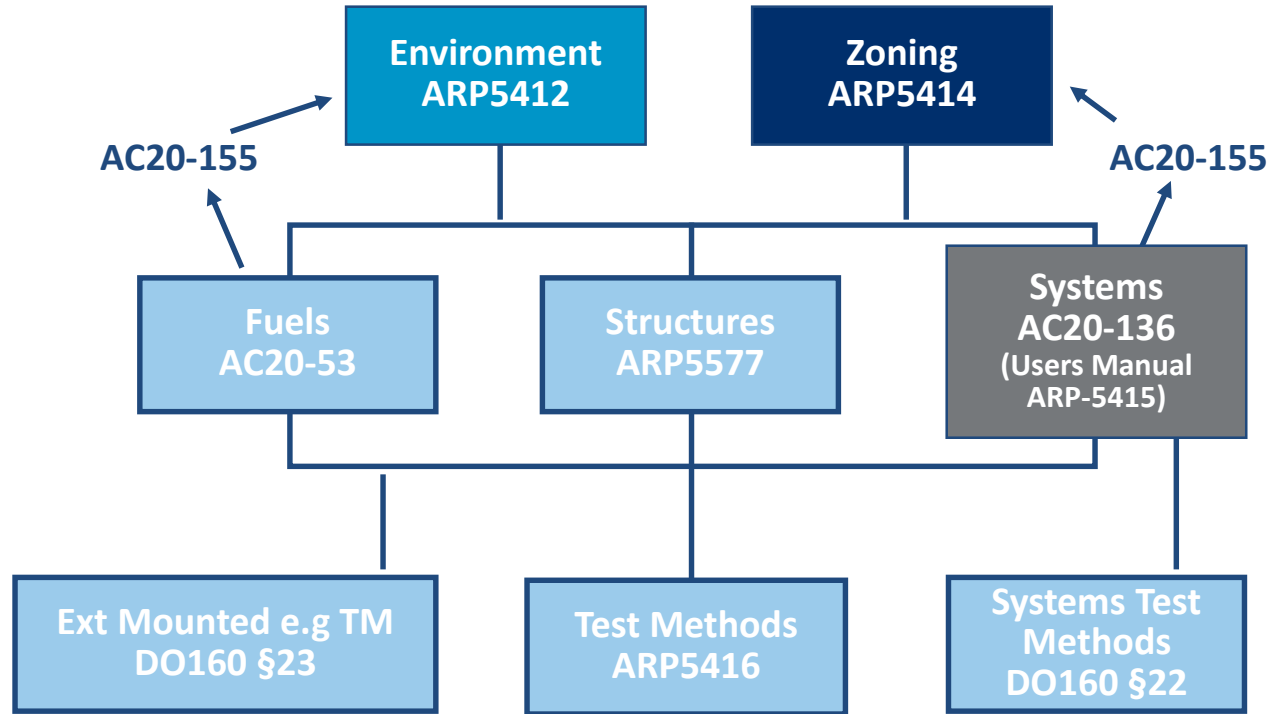 Environment
ARP5412
Zoning
ARP5414
AC20-155
AC20-155
Fuels
AC20-53
Structures
ARP5577
Systems
AC20-136
(Users Manual
ARP-5415)
Ext Mounted e.g TM
DO160 §23
Test Methods
ARP5416
Systems Test
Methods
DO160 §22